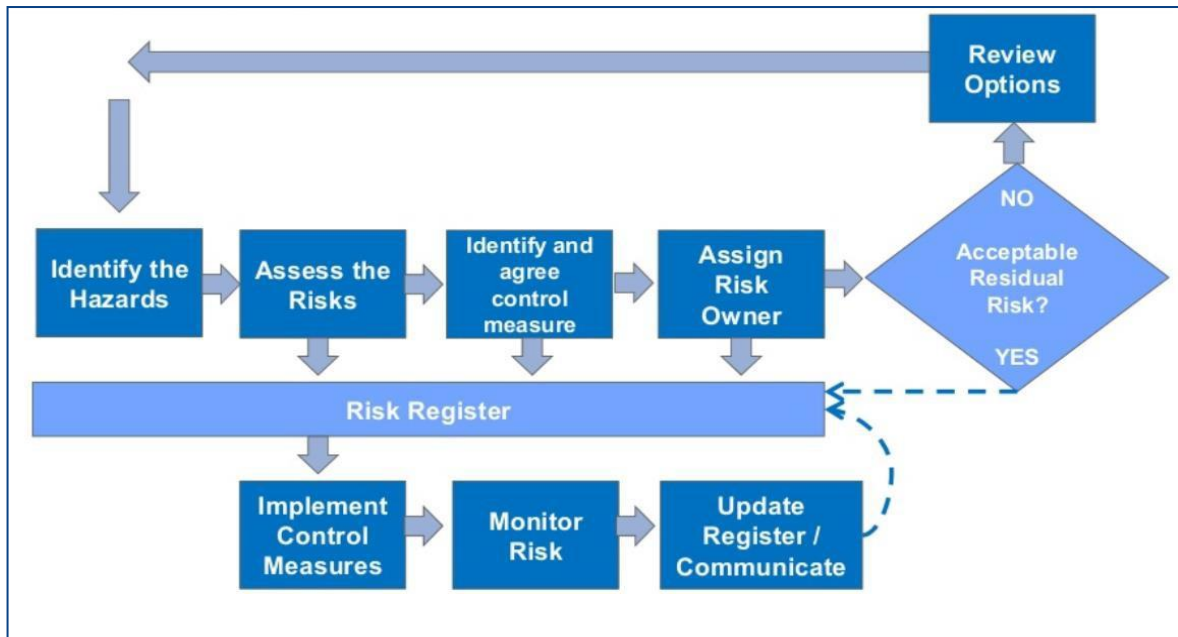 Review
Options
Identify the
Hazards
Assess the
Risks
Identify and
agree
control
measure
Assign
Risk
Owner
NO
Acceptable
Residual
Risk?
YES
Risk Register
Implement
Control
Measures
Monitor
Risk
Update
Register /
Communicate